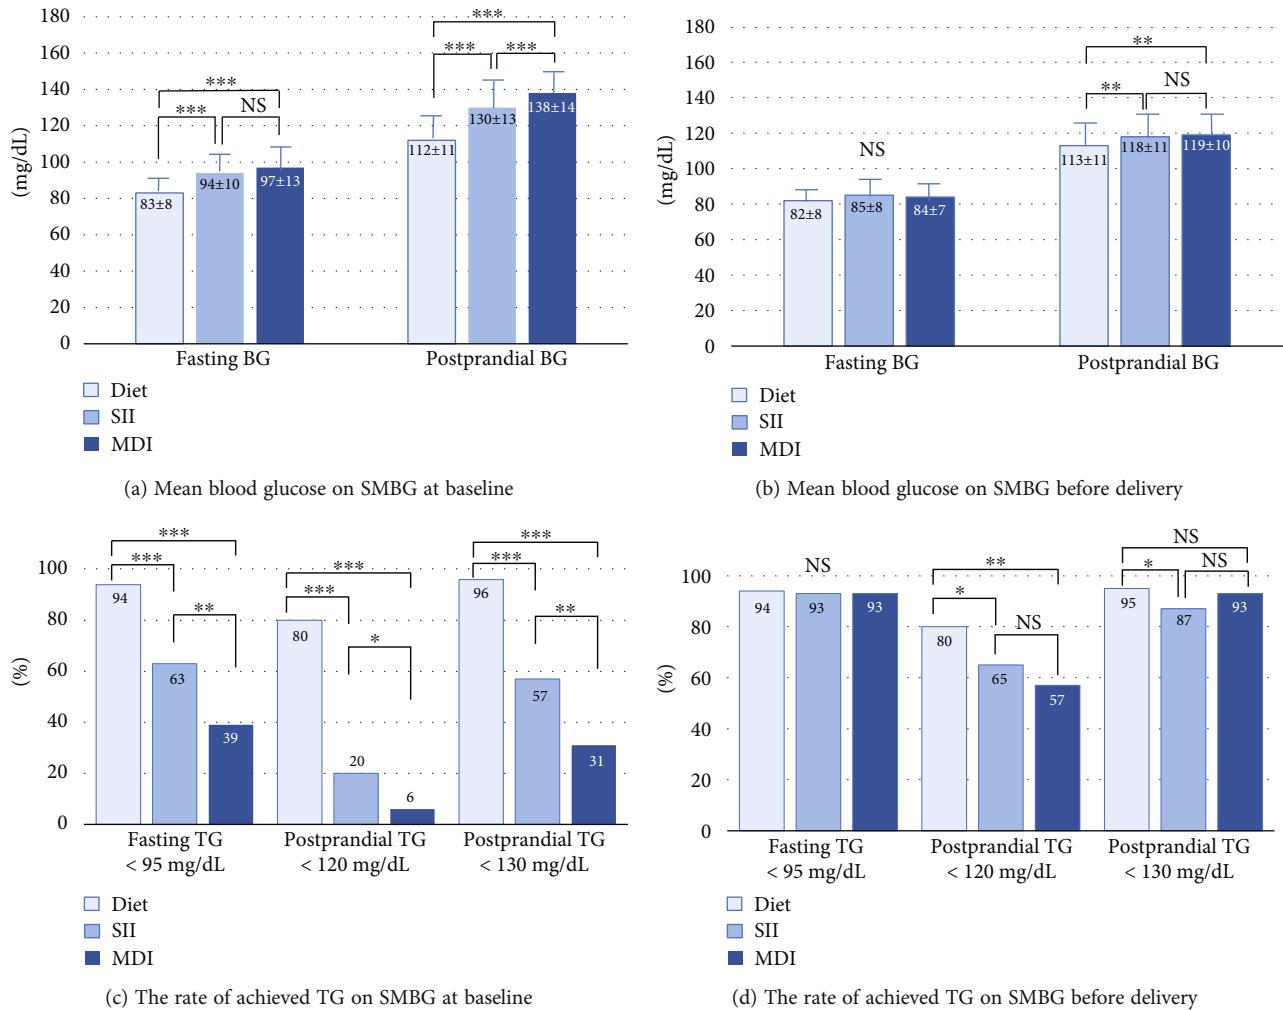 180
160
140
120
100
80
60
40
20
0
(mg/dL)
***
***
NS
***
***
***
83±8
94±10
97±13
112±11
130±13
138±14
Fasting BG
Postprandial BG
Diet
SII
MDI
(a) Mean blood glucose on SMBG at baseline
180
160
140
120
100
80
60
40
20
0
(mg/dL)
NS
**
**
NS
82±8
85±8
84±7
113±11
118±11
119±10
Fasting BG
Postprandial BG
Diet
SII
MDI
(b) Mean blood glucose on SMBG before delivery
100
80
60
40
20
0
(%)
***
***
**
***
***
*
***
***
**
94
63
39
80
20
6
96
57
31
Fasting TG
< 95 mg/dL
Postprandial TG
< 120 mg/dL
Postprandial TG
< 130 mg/dL
Diet
SII
MDI
(c) The rate of achieved TG on SMBG at baseline
100
80
60
40
20
0
(%)
NS
**
*
NS
NS
*
NS
94
93
93
80
65
57
95
87
93
Fasting TG
< 95 mg/dL
Postprandial TG
< 120 mg/dL
Postprandial TG
< 130 mg/dL
Diet
SII
MDI
(d) The rate of achieved TG on SMBG before delivery